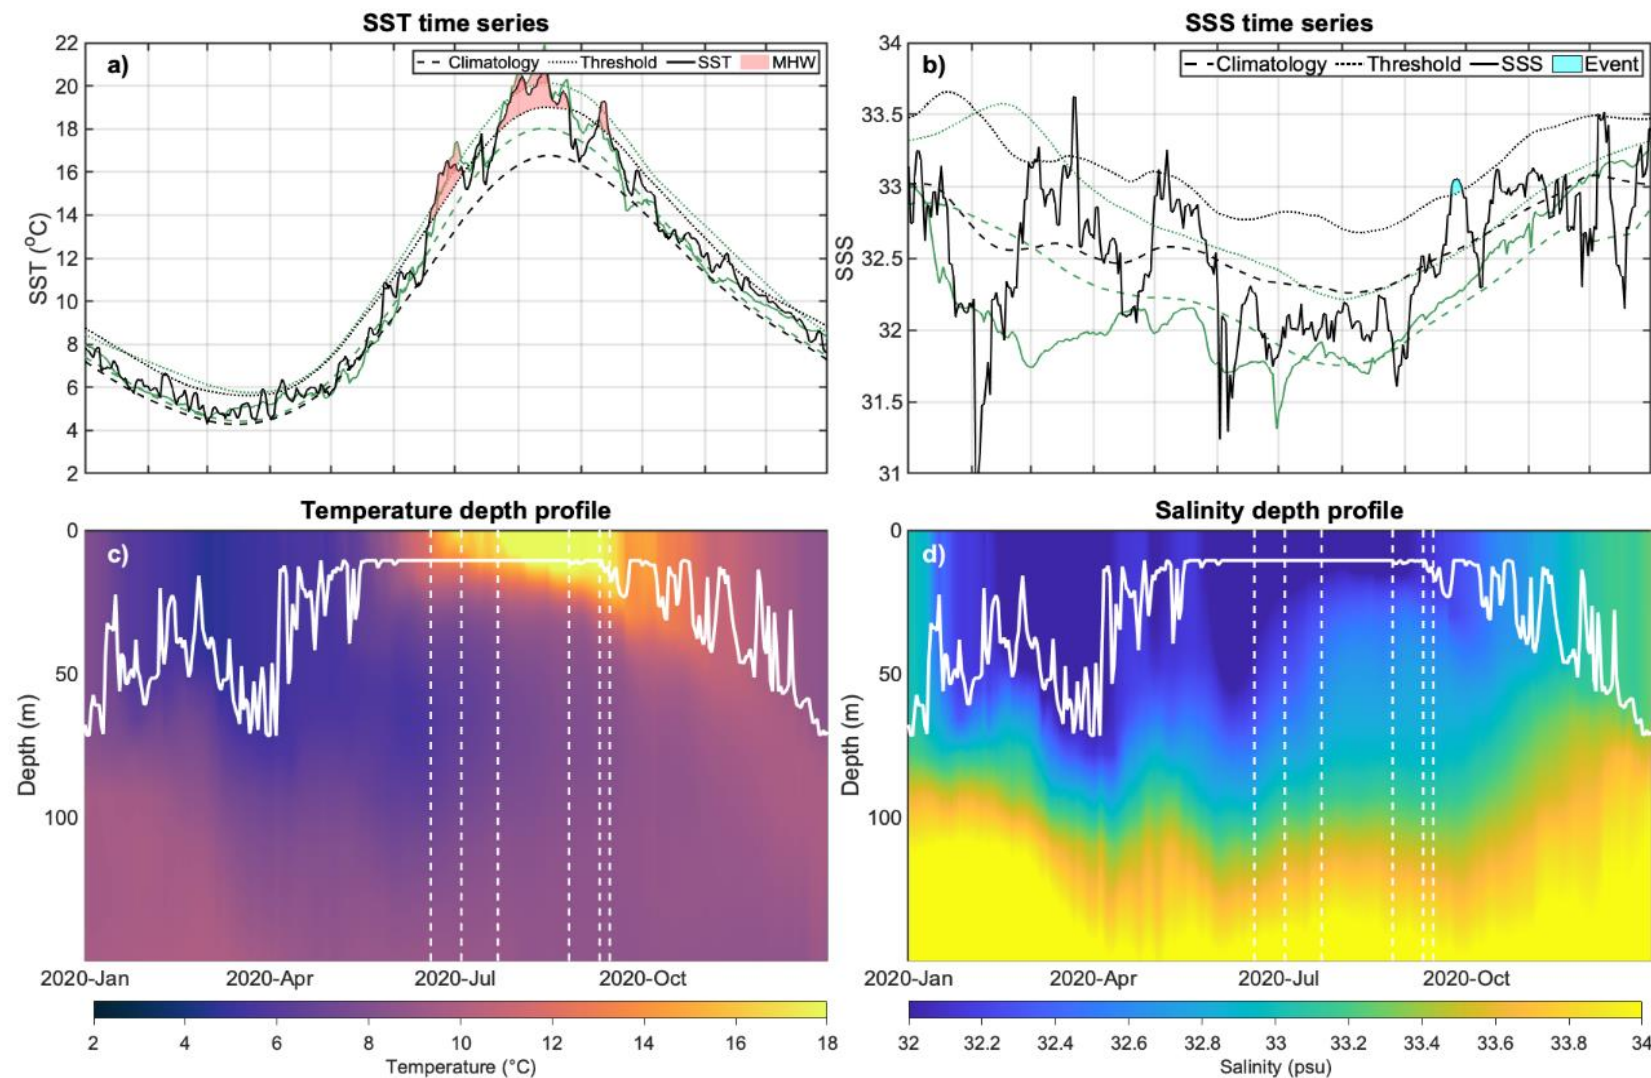 SST time series
SSS time series
a)
Climatology
Threshold
SST
MHW
22
20
18
16
14
12
10
8
6
4
2
SST (°C)
b)
Climatology
Threshold
SSS
Event
34
33.5
33
32.5
32
31.5
31
SSS
Temperature depth profile
Salinity depth profile
c)
0
50
100
Depth (m)
2020-Jan
2020-Apr
2020-Jul
2020-Oct
2
4
6
8
10
12
14
16
18
Temperature (°C)
d)
0
50
100
Depth (m)
2020-Jan
2020-Apr
2020-Jul
2020-Oct
32
32.2
32.4
32.6
32.8
33
33.2
33.4
33.6
33.8
34
Salinity (psu)